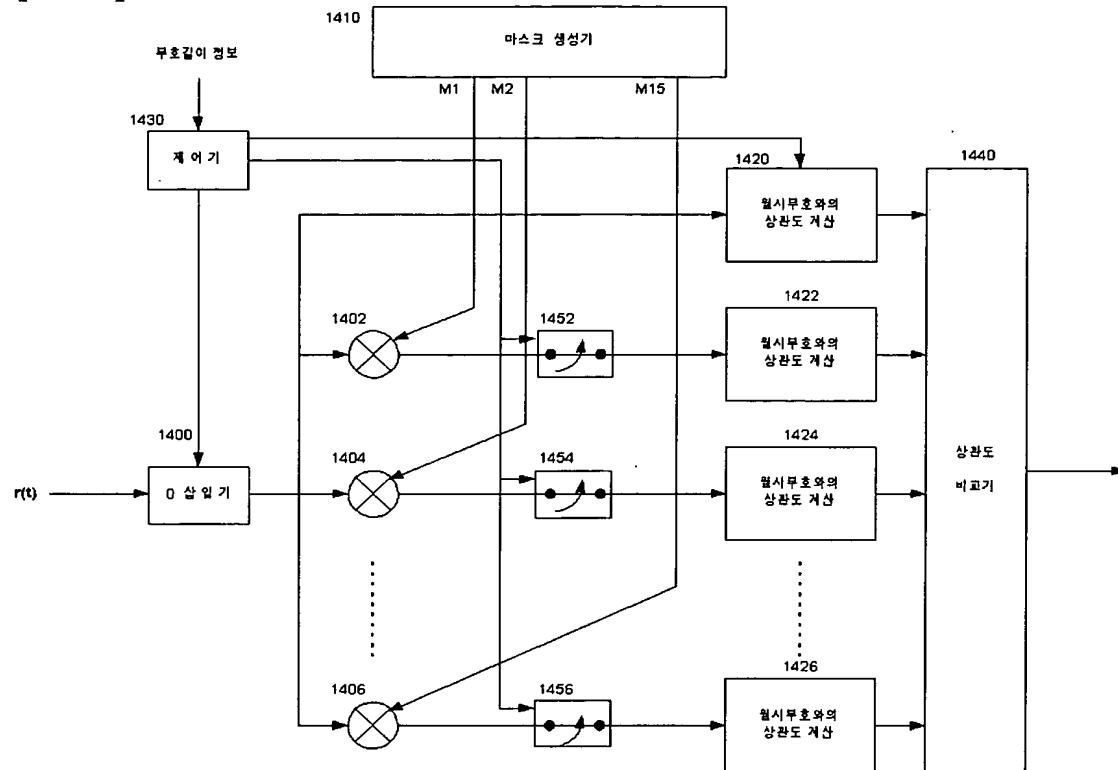 1410
마스크 생성기
부호길이 정보
M1
M2
M15
1430
제어기
1420
월시부호와의
상관도 계산
1440
1402
1452
1422
월시부호와의
상관도 계산
1400
0 삽입기
r(t)
1404
1454
1424
월시부호와의
상관도 계산
상관도
비교기
1406
1456
1426
월시부호와의
상관도 계산